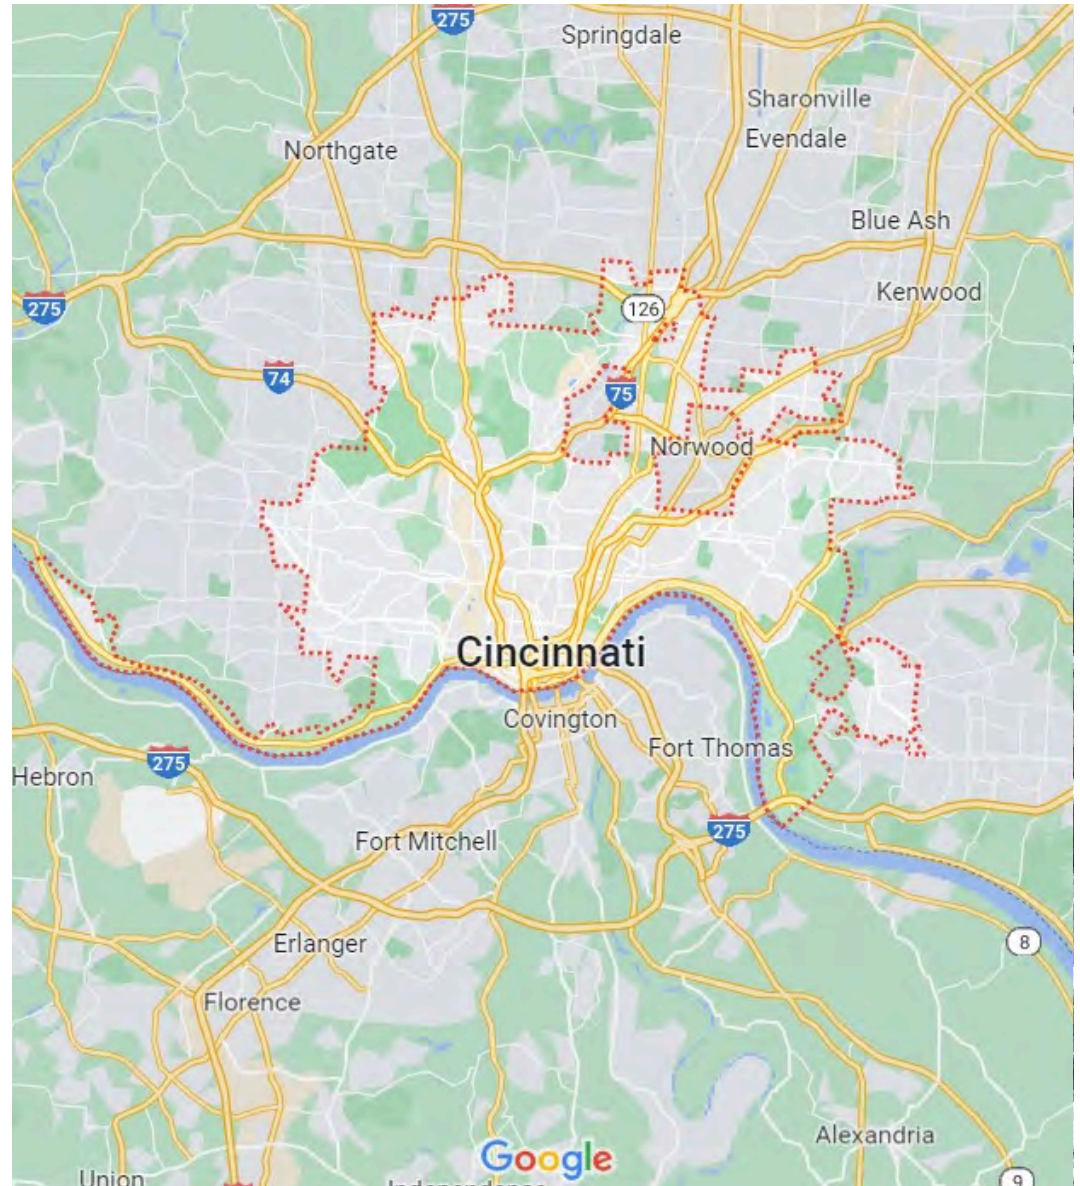 275
Springdale
Sharonville
Evendale
Northgate
Blue Ash
Kenwood
275
126
74
75
Norwood
Cincinnati
Covington
Fort Thomas
275
Hebron
275
Fort Mitchell
8
Erlanger
Florence
Alexandria
Google
Union
Independence
9